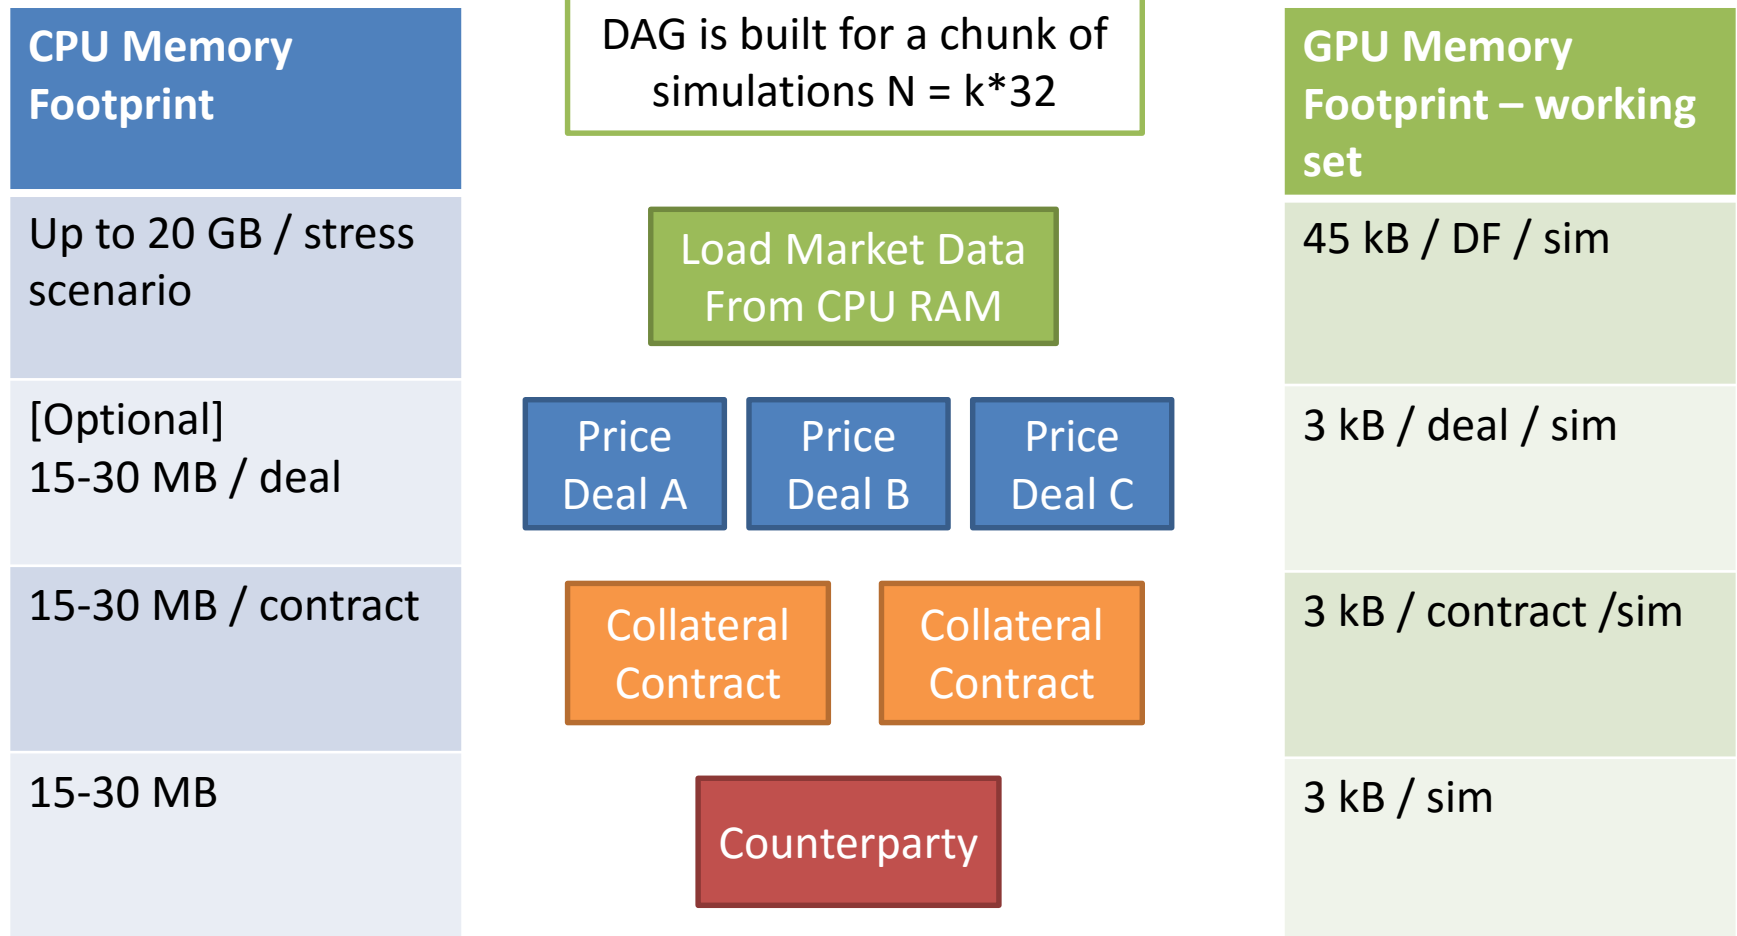 CPU Memory
Footprint
DAG is built for a chunk of
simulations N = k*32
GPU Memory
Footprint – working
set
Up to 20 GB / stress
scenario
Load Market Data
From CPU RAM
45 kB / DF / sim
[Optional]
15-30 MB / deal
Price
Deal A
Price
Deal B
Price
Deal C
3 kB / deal / sim
15-30 MB / contract
Collateral
Contract
Collateral
Contract
3 kB / contract /sim
15-30 MB
Counterparty
3 kB / sim